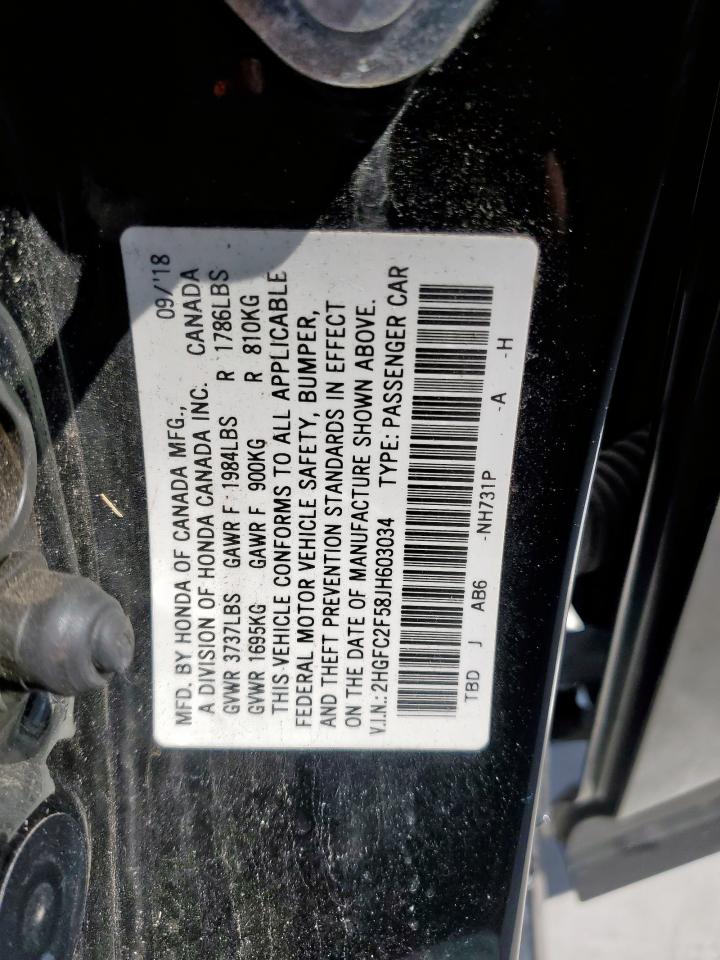 MFD. BY HONDA OF CANADA MFG., 09/'18
A DIVISION OF HONDA CANADA INC. CANADA
GVWR 3737LBS GAWR F 1984LBS R 1786LBS
GVWR 1695KG GAWR F 900KG R 810KG
THIS VEHICLE CONFORMS TO ALL APPLICABLE
FEDERAL MOTOR VEHICLE SAFETY, BUMPER,
AND THEFT PREVENTION STANDARDS IN EFFECT
ON THE DATE OF MANUFACTURE SHOWN ABOVE.
V.I.N.:2HGFC2F58JH603034 TYPE: PASSENGER CAR
TBD J AB6 -NH731P -A -H